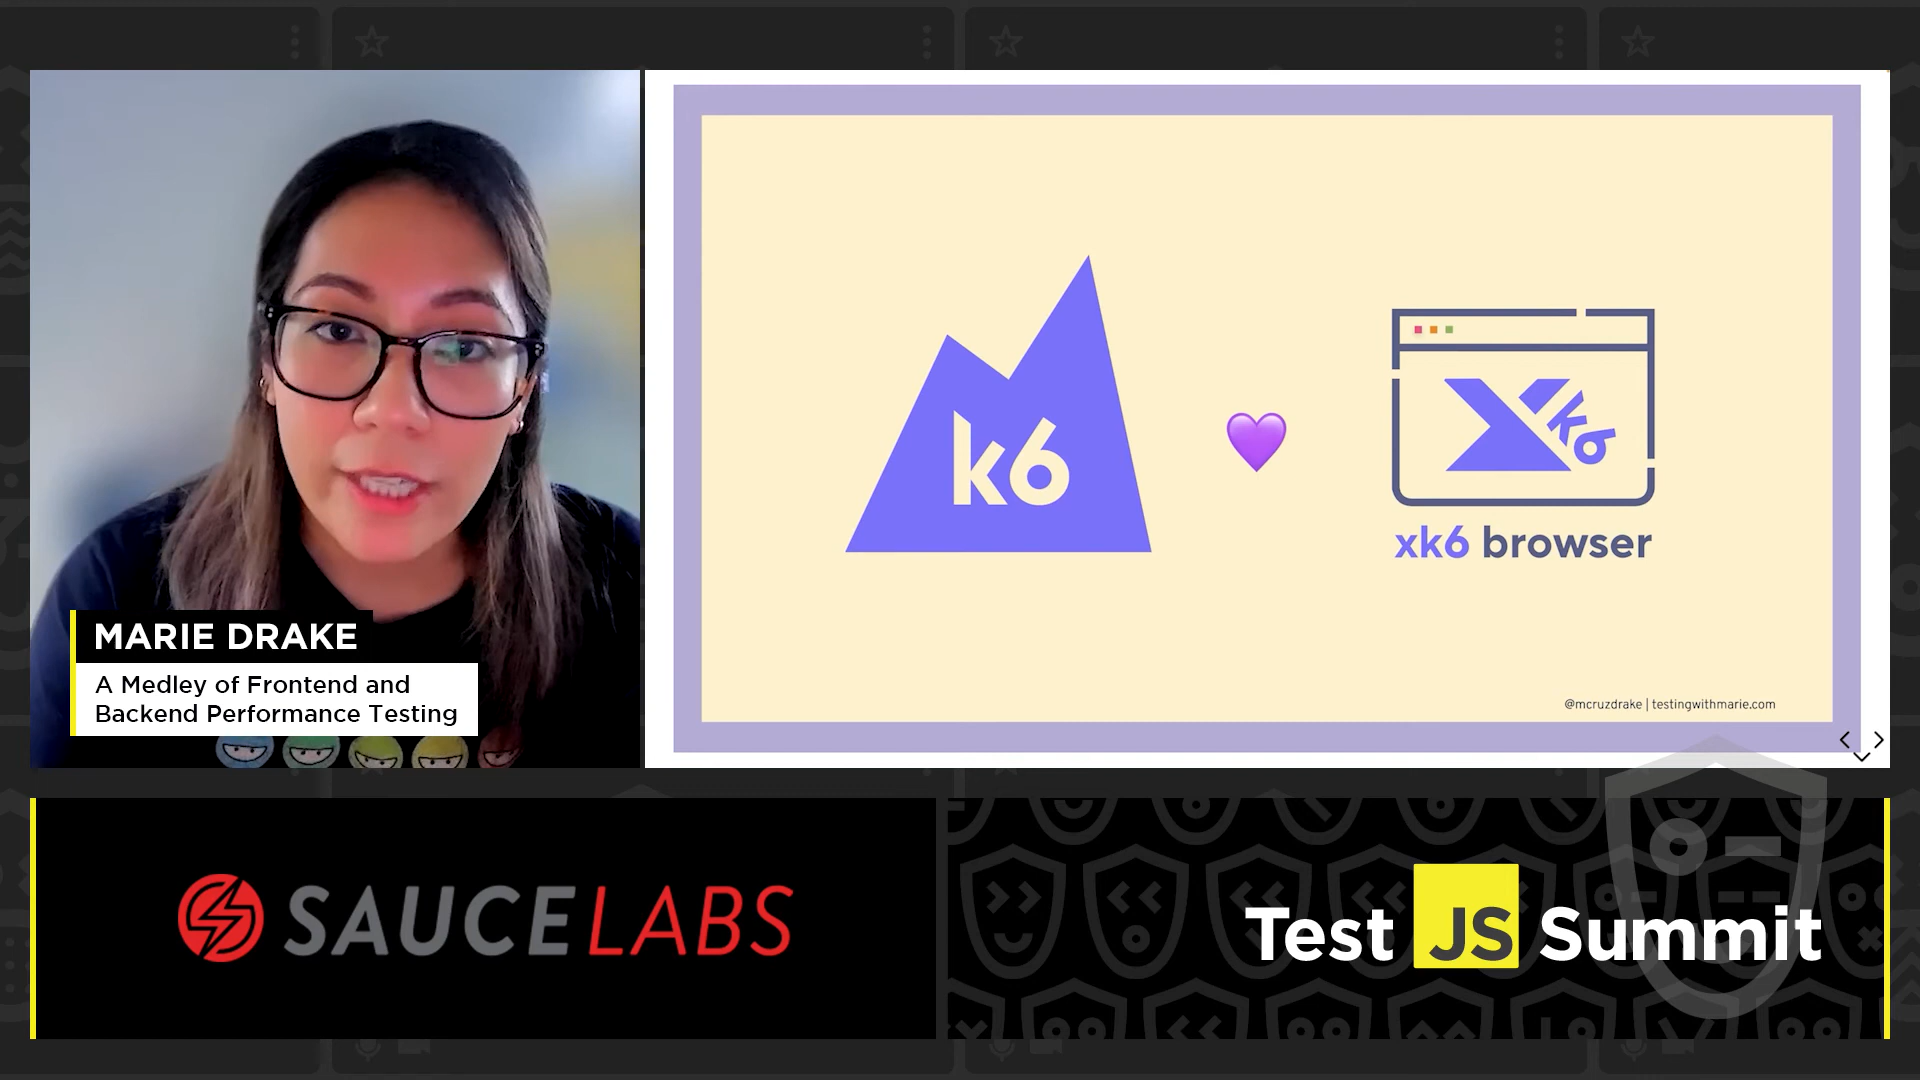 k6
xk6
xk6 browser
@mcruzdrake | testingwithmarie.com
MARIE DRAKE
A Medley of Frontend and
Backend Performance Testing
SAUCELABS
Test JS Summit